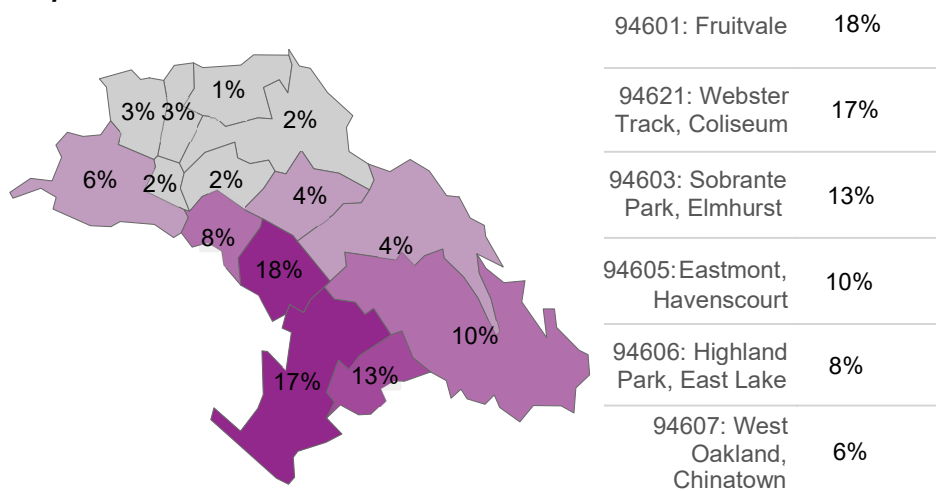 1%
3%
3%
2%
6%
2%
2%
4%
8%
4%
18%
10%
17%
13%
94601: Fruitvale 18%
94621: Webster
Track, Coliseum 17%
94603: Sobrante
Park, Elmhurst 13%
94605: Eastmont,
Havenscourt 10%
94606: Highland
Park, East Lake 8%
94607: West
Oakland, 6%
Chinatown